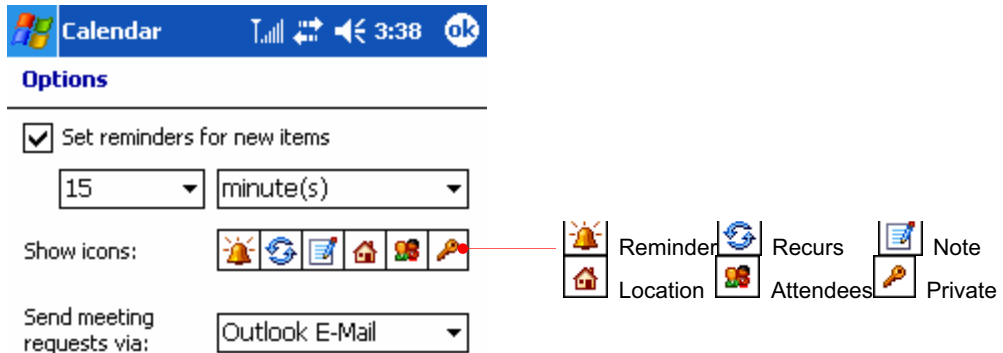 Calendar 3:38 ok
Options
Set reminders for new items
15 minute(s)
Show icons:
Reminder Recurs Note
Location Attendees Private
Send meeting
requests via:
Outlook E-Mail